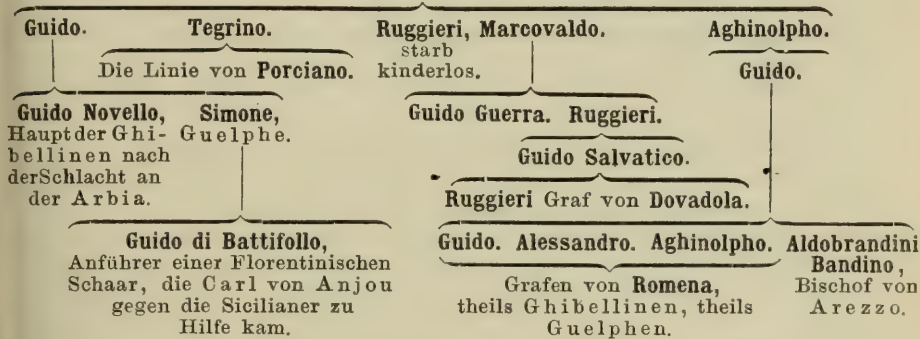 Guido. Tegrino. Ruggieri, Marcovaldo. Aghinolpho.
starb
Die Linie von Porciano. kinderlos. Guido.
Guido Novello, Simone, Guido Guerra. Ruggieri.
Haupt der Ghi- Guelphe.
bellinen nach Guido Salvatico.
derSchlacht an
der Arbia. Ruggieri Graf von Dovadola.
Guido di Battifollo, Guido. Alessandro. Aghinolpho. Aldobrandini
Anführer einer Florentinischen Bandino,
Schaar, die Carl von Anjou Grafen von Romena, Bischof von
gegen die Sicilianer zu theils Ghibellinen, theils Arezzo.
Hilfe kam. Guelphen.